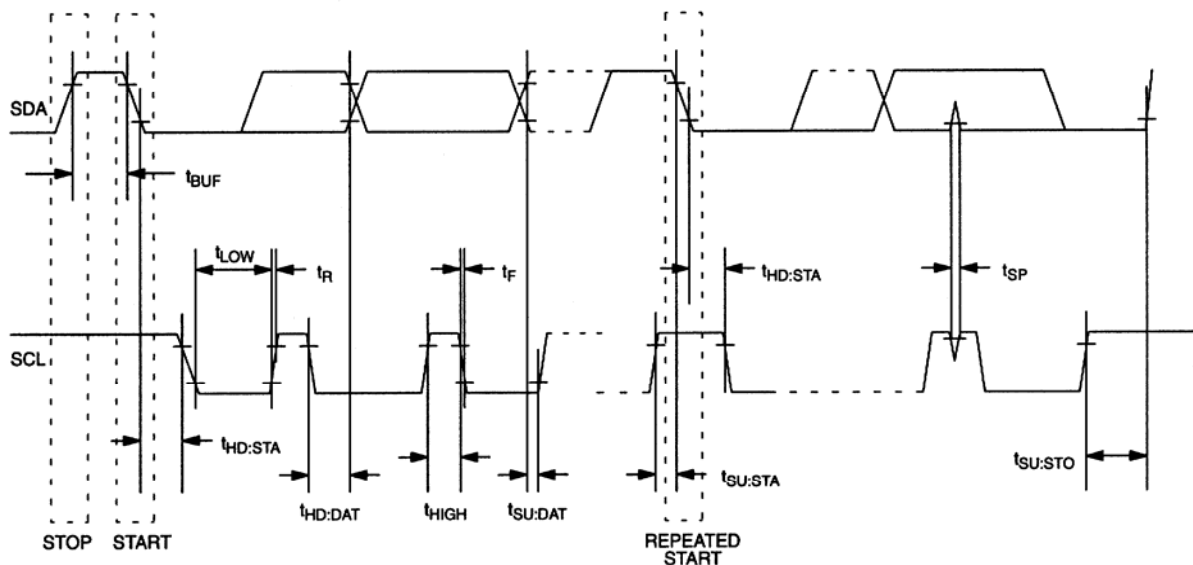 SDA
tBUF
tLOW
tR
tF
tHD:STA
tSP
SCL
tHD:STA
tHD:DAT
tHIGH
tSU:DAT
tSU:STA
tSU:STO
STOP
START
REPEATED
START